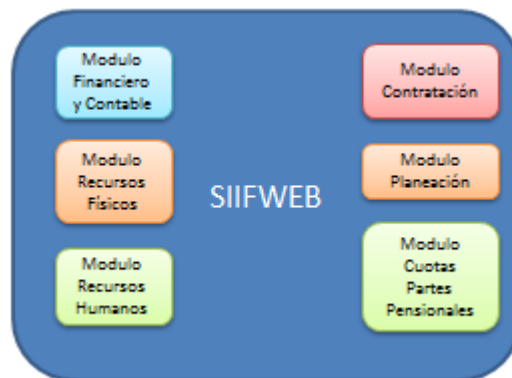 Modulo
Financiero
y Contable
Modulo
Recursos
Físicos
Modulo
Recursos
Humanos
SIIFWEB
Modulo
Contratación
Modulo
Planeación
Modulo
Cuotas
Partes
Pensionales